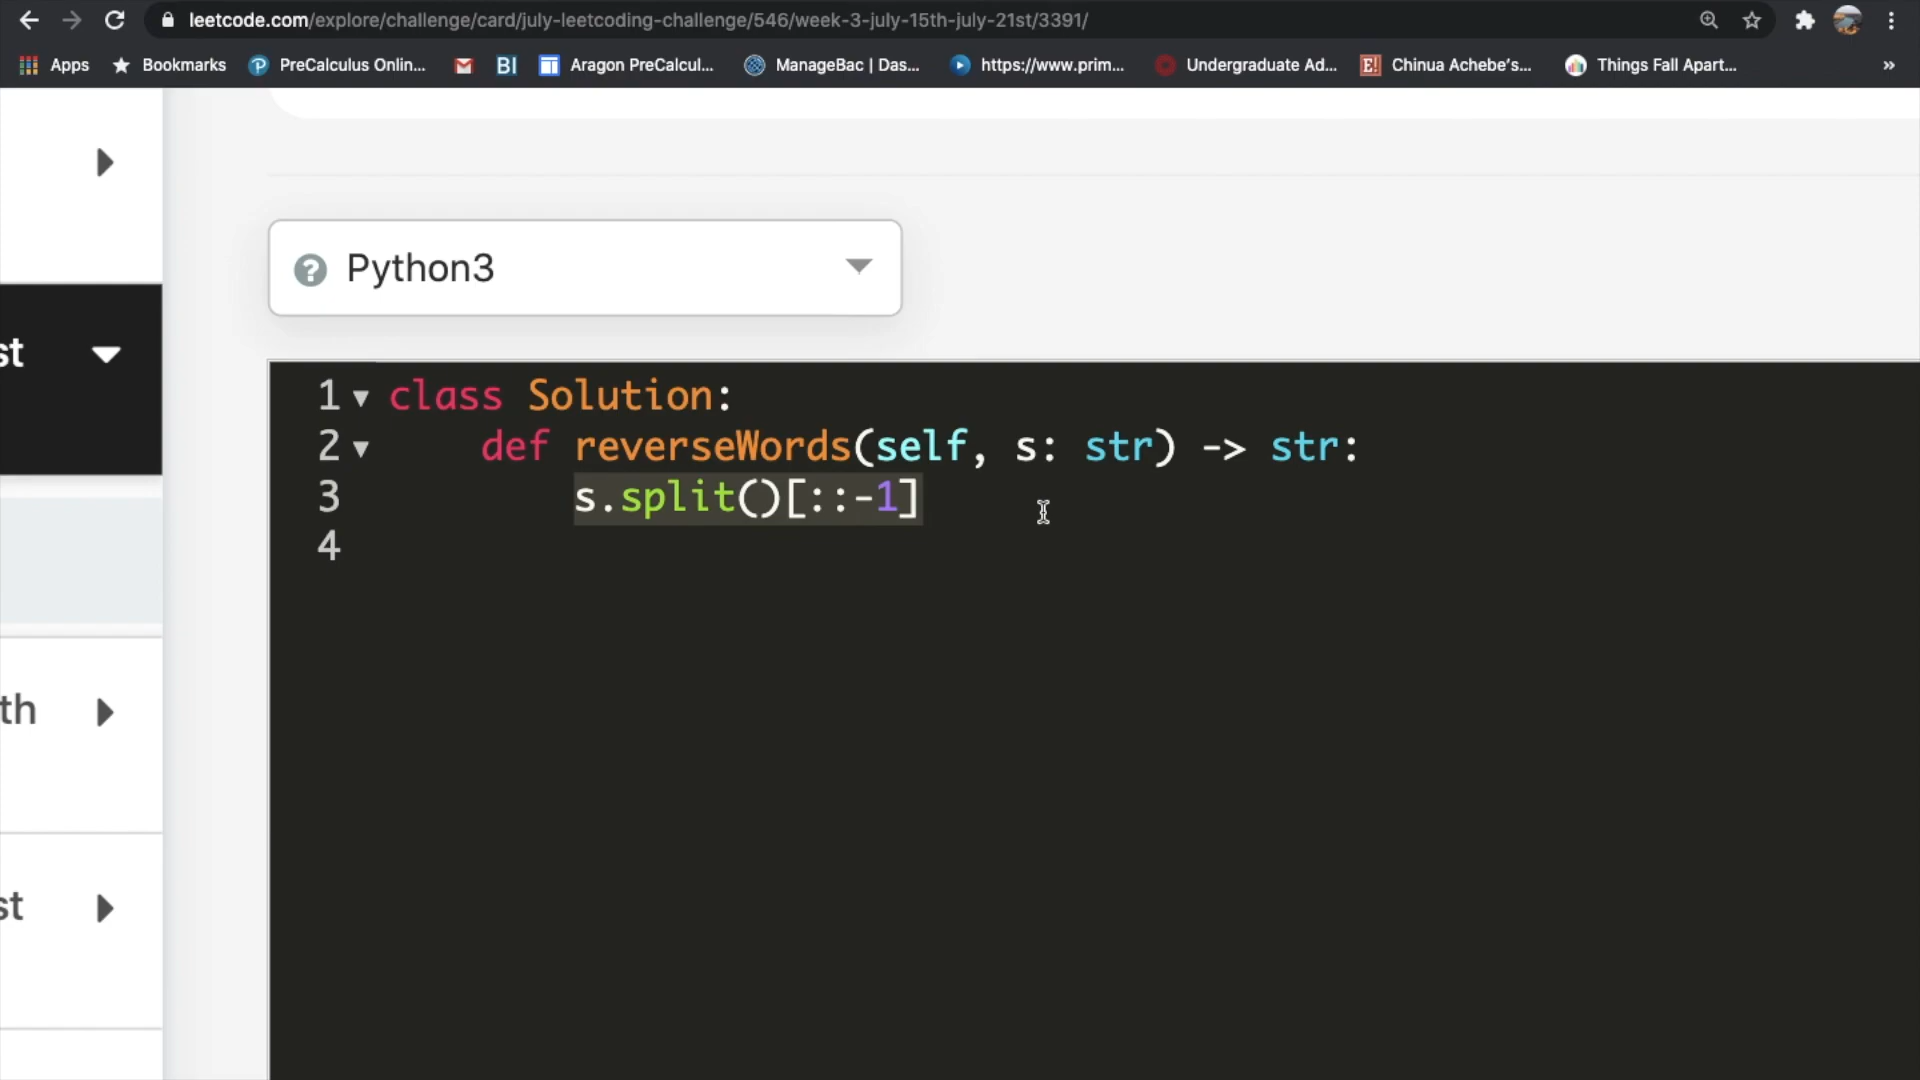 leetcode.com/explore/challenge/card/july-leetcoding-challenge/546/week-3-july-15th-july-21st/3391/
Apps Bookmarks PreCalculus Onlin... BI Aragon PreCalcul... ManageBac | Das... https://www.prim... Undergraduate Ad... E! Chinua Achebe's... Things Fall Apart... »
Python3
st
1 class Solution:
2 def reverseWords(self, s: str) -> str:
3 s.split()[::-1]
4
th
st